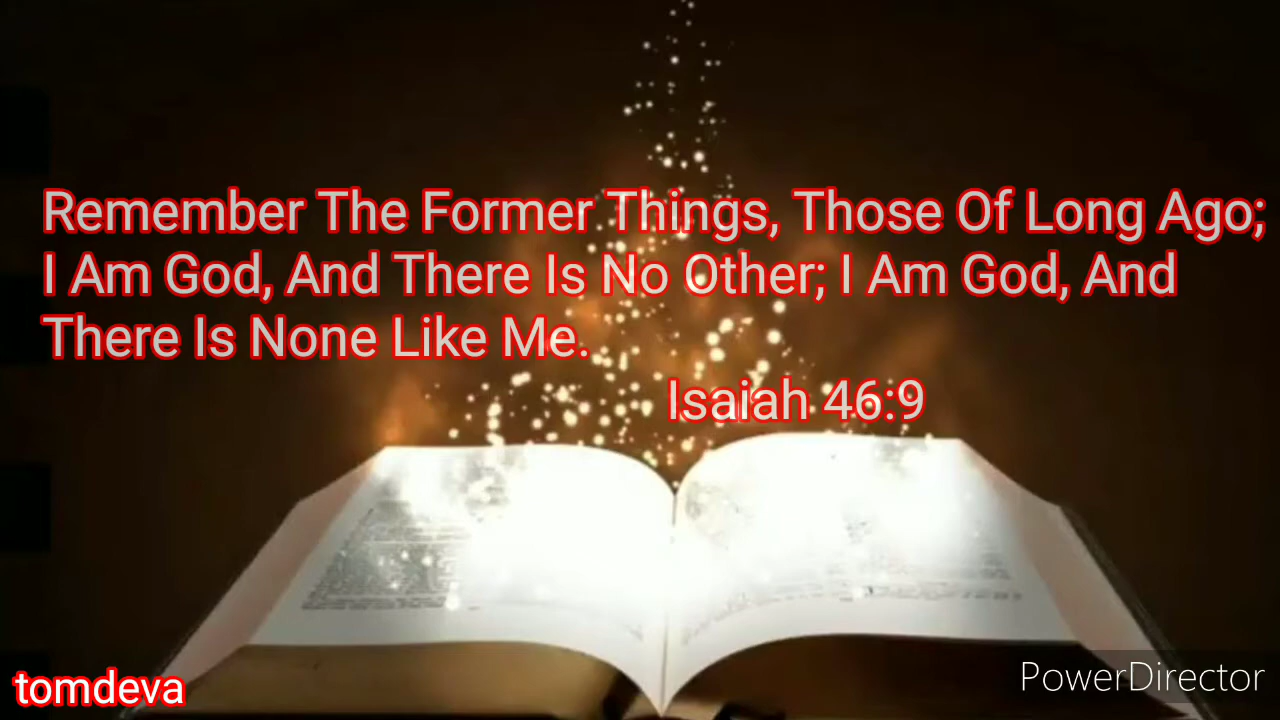 Remember The Former Things, Those Of Long Ago;
I Am God, And There Is No Other; I Am God, And
There Is None Like Me.
Isaiah 46:9
tomdeva
PowerDirector